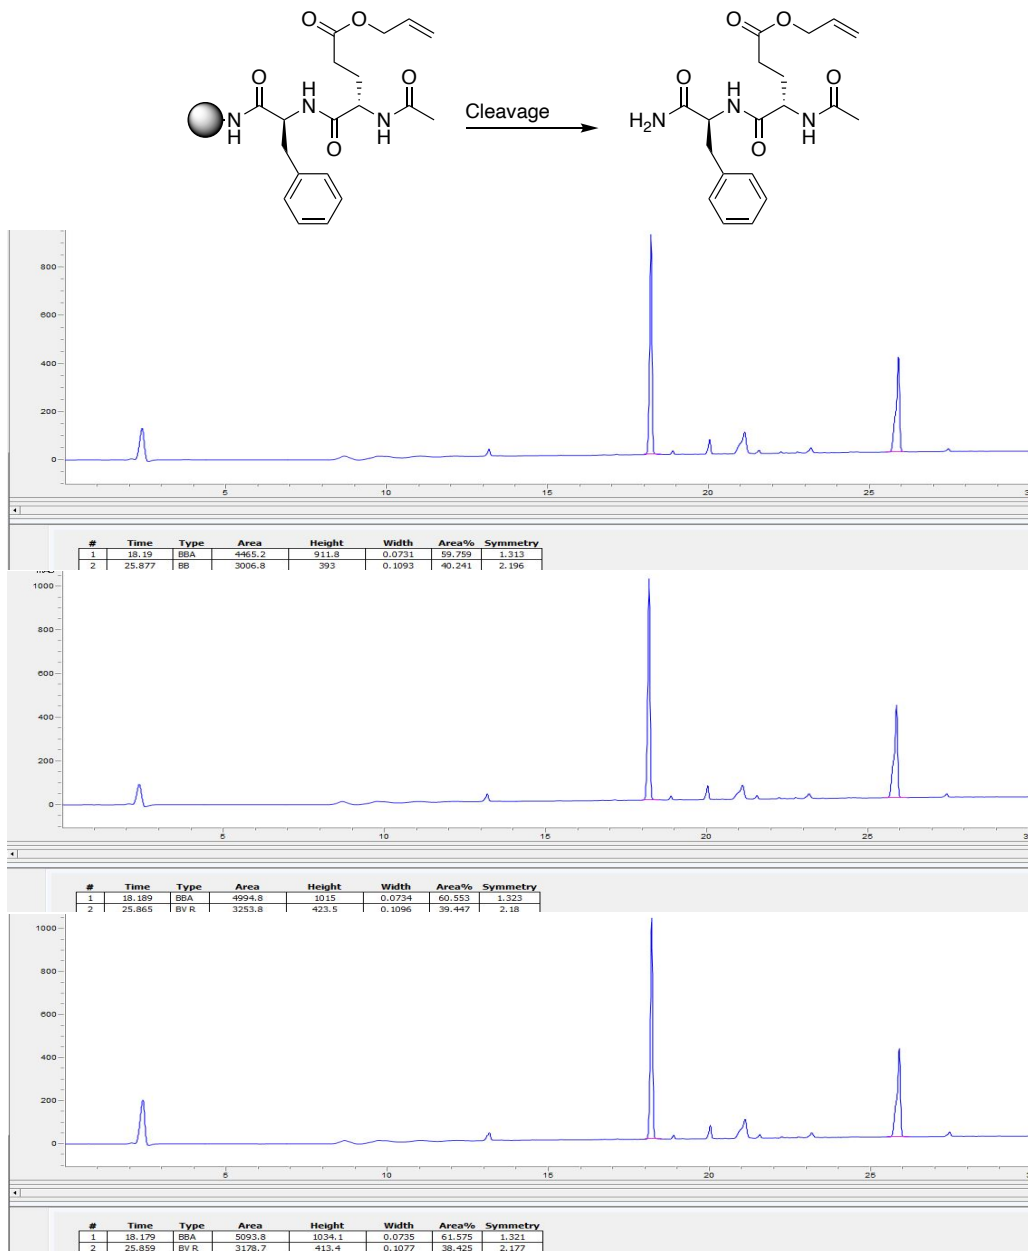 O O
O O
O H O
N
N Cleavage N
H N H2N N
H O H
O
800
600
400
200
0
5 10 15 20 25 3
# Time Type Area Height Width Area% Symmetry
1 18.19 BBA 4465.2 911.8 0.0731 59.759 1.313
2 25.877 BB 3006.8 393 0.1093 40.241 2.196
1000
800
600
400
200
0
5 10 15 20 25 3
# Time Type Area Height Width Area% Symmetry
1 18.189 BBA 4994.8 1015 0.0734 60.553 1.323
2 25.865 BV R 3253.8 423.5 0.1096 39.447 2.18
1000
800
600
400
200
0
5 10 15 20 25
# Time Type Area Height Width Area% Symmetry
1 18.179 BBA 5093.8 1034.1 0.0735 61.575 1.321
2 25.859 BV R 3178.7 413.4 0.1077 38.425 2.177